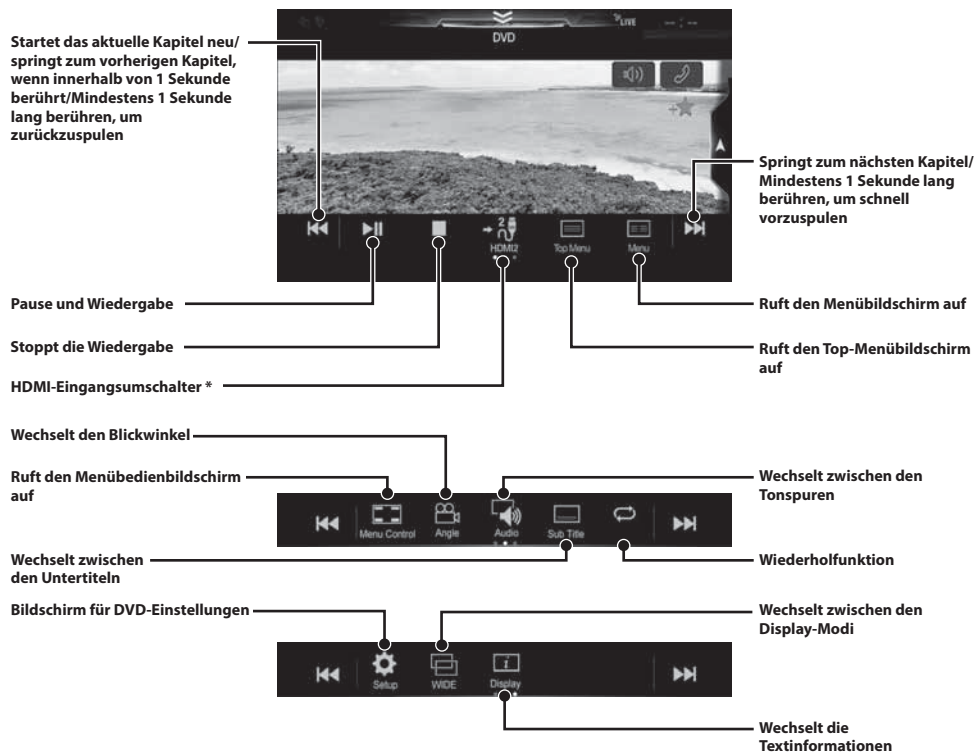 LIVE
-- : --
DVD
Startet das aktuelle Kapitel neu/
springt zum vorherigen Kapitel,
wenn innerhalb von 1 Sekunde
berührt/Mindestens 1 Sekunde
lang berühren, um
zurückzuspulen
Springt zum nächsten Kapitel/
Mindestens 1 Sekunde lang
berühren, um schnell
vorzuspulen
2
HDMI2
Top Menu
Menu
Pause und Wiedergabe
Ruft den Menübildschirm auf
Stoppt die Wiedergabe
Ruft den Top-Menübildschirm
auf
HDMI-Eingangsumschalter *
Wechselt den Blickwinkel
Ruft den Menübedienbildschirm
auf
Wechselt zwischen den
Tonspuren
Menu Control
Angle
Audio
Sub Title
Wechselt zwischen
den Untertiteln
Wiederholfunktion
Bildschirm für DVD-Einstellungen
Wechselt zwischen den
Display-Modi
Setup
WIDE
i
Display
Wechselt die
Textinformationen